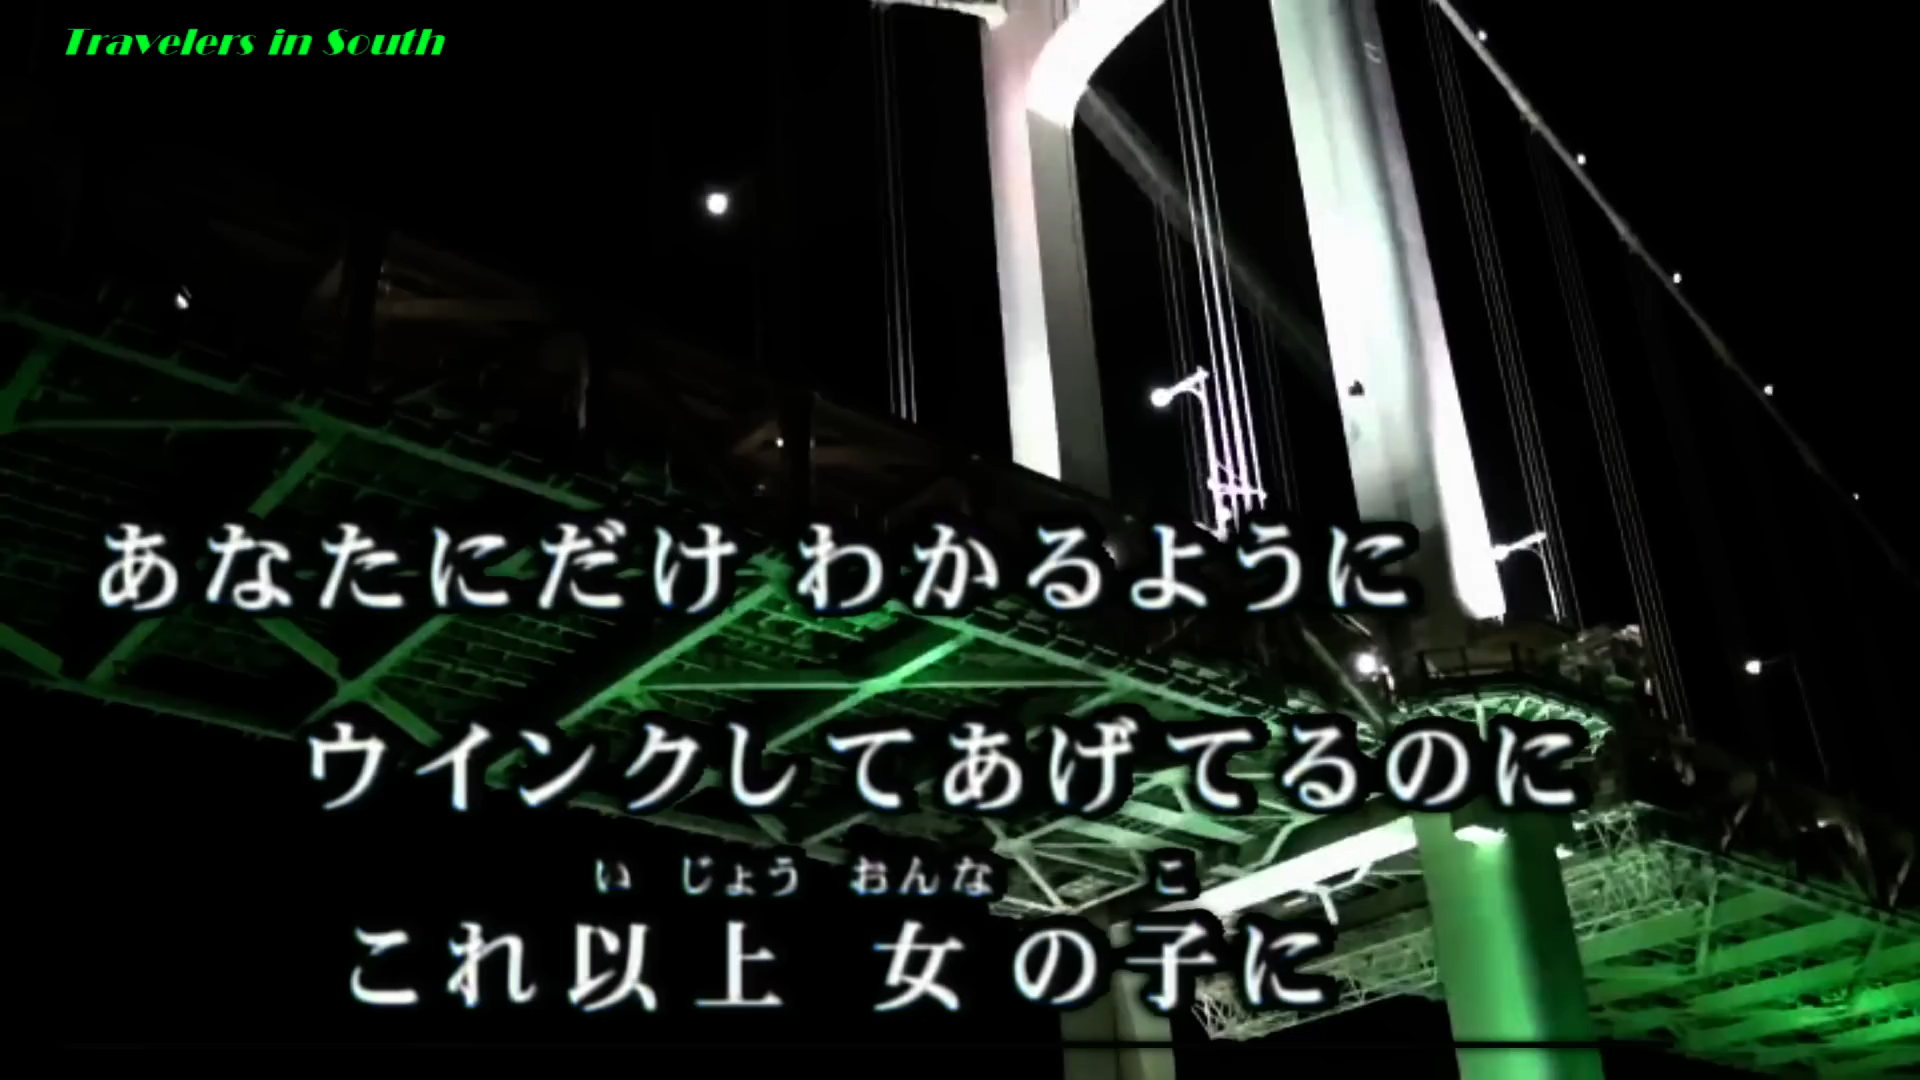 Travelers in South
あなたにだけ わかるように
ウインクしてあげてるのに
い じょう おんな こ
これ以上 女の子に